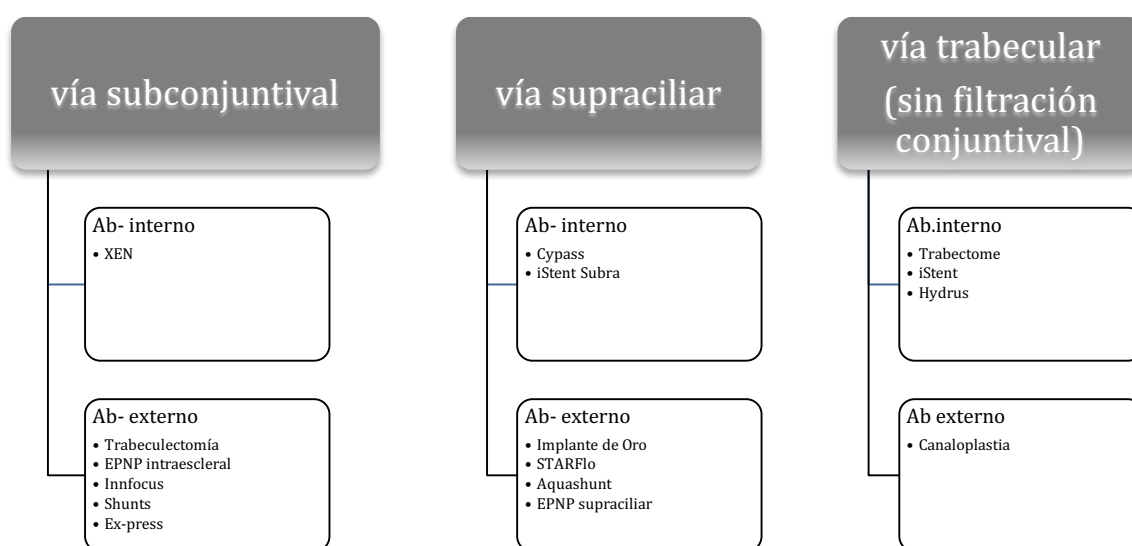 vía subconjuntival
Ab- interno
• XEN
Ab- externo
• Trabeculectomía
• EPNP intraescleral
• Innfocus
• Shunts
• Ex-press
vía supraciliar
Ab- interno
• Cypass
• iStent Subra
Ab- externo
• Implante de Oro
• STARFlo
• Aquashunt
• EPNP supraciliar
vía trabecular
(sin filtración
conjuntival)
Ab.interno
• Trabectome
• iStent
• Hydrus
Ab externo
• Canaloplastia